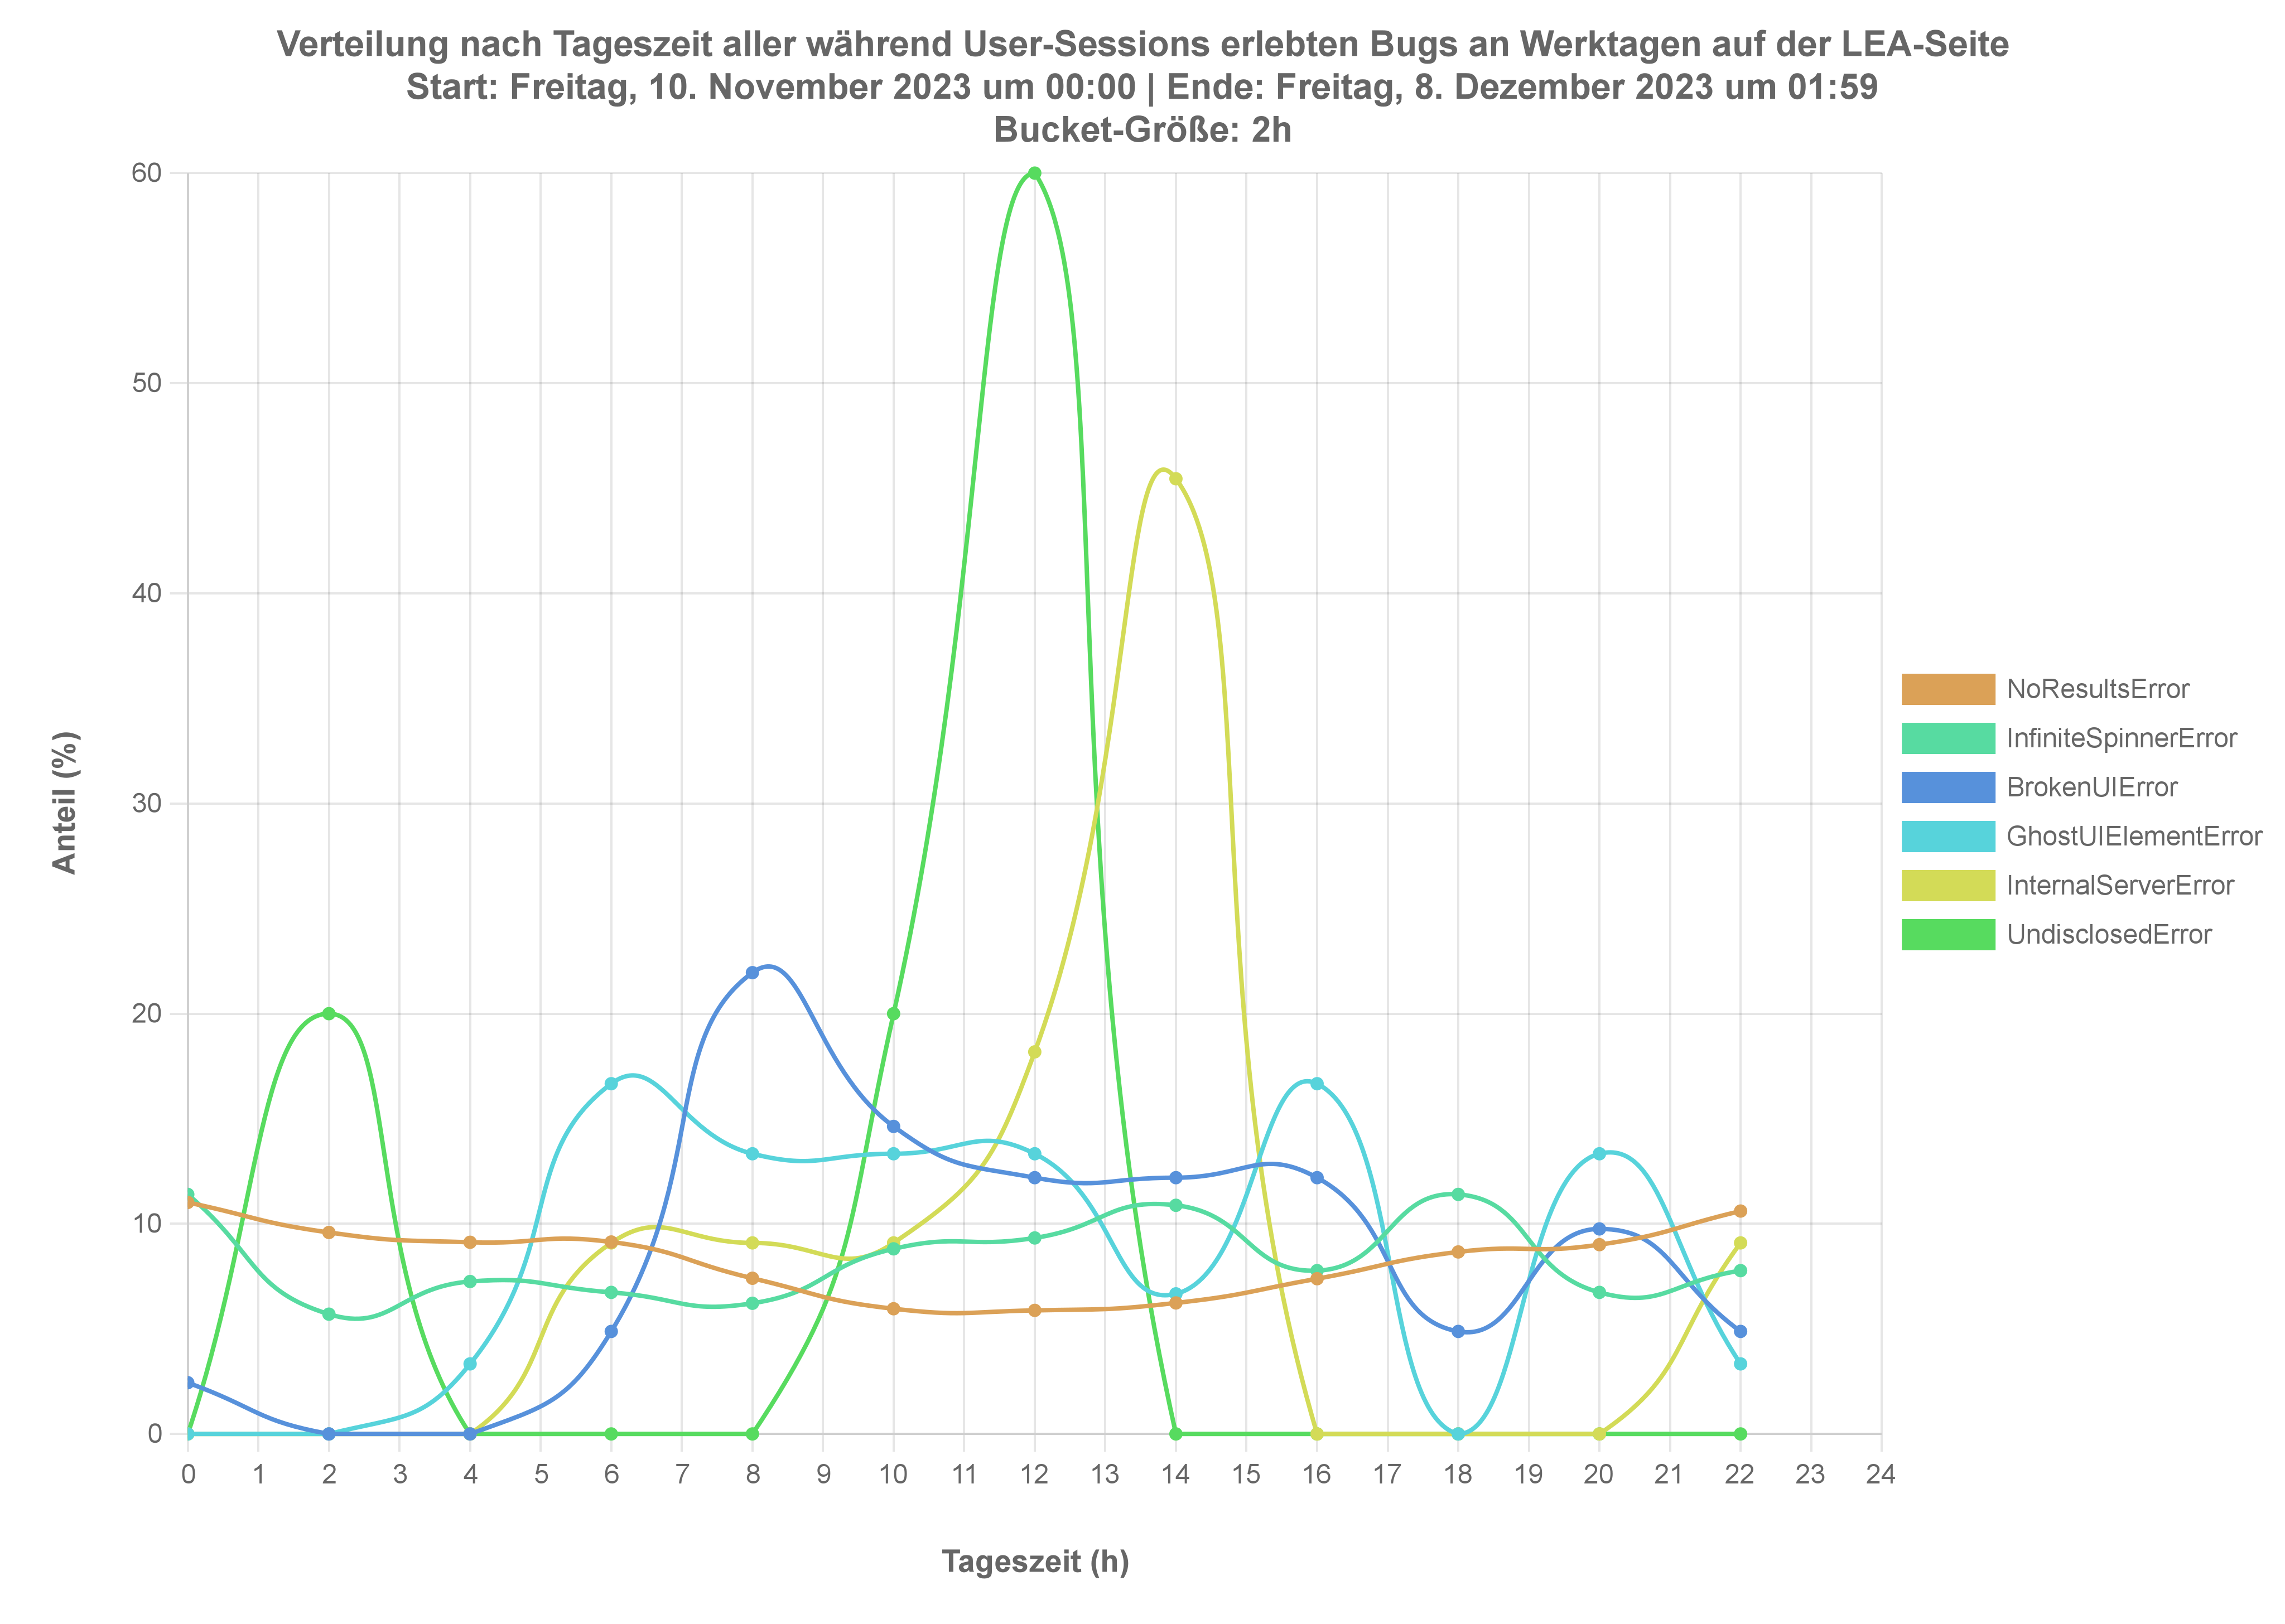 Verteilung nach Tageszeit aller während User-Sessions erlebten Bugs an Werktagen auf der LEA-Seite
Start: Freitag, 10. November 2023 um 00:00 | Ende: Freitag, 8. Dezember 2023 um 01:59
Bucket-Größe: 2h
60
50
40
30
20
10
0
Anteil (%)
0 1 2 3 4 5 6 7 8 9 10 11 12 13 14 15 16 17 18 19 20 21 22 23 24
Tageszeit (h)
NoResultsError
InfiniteSpinnerError
BrokenUIError
GhostUIElementError
InternalServerError
UndisclosedError